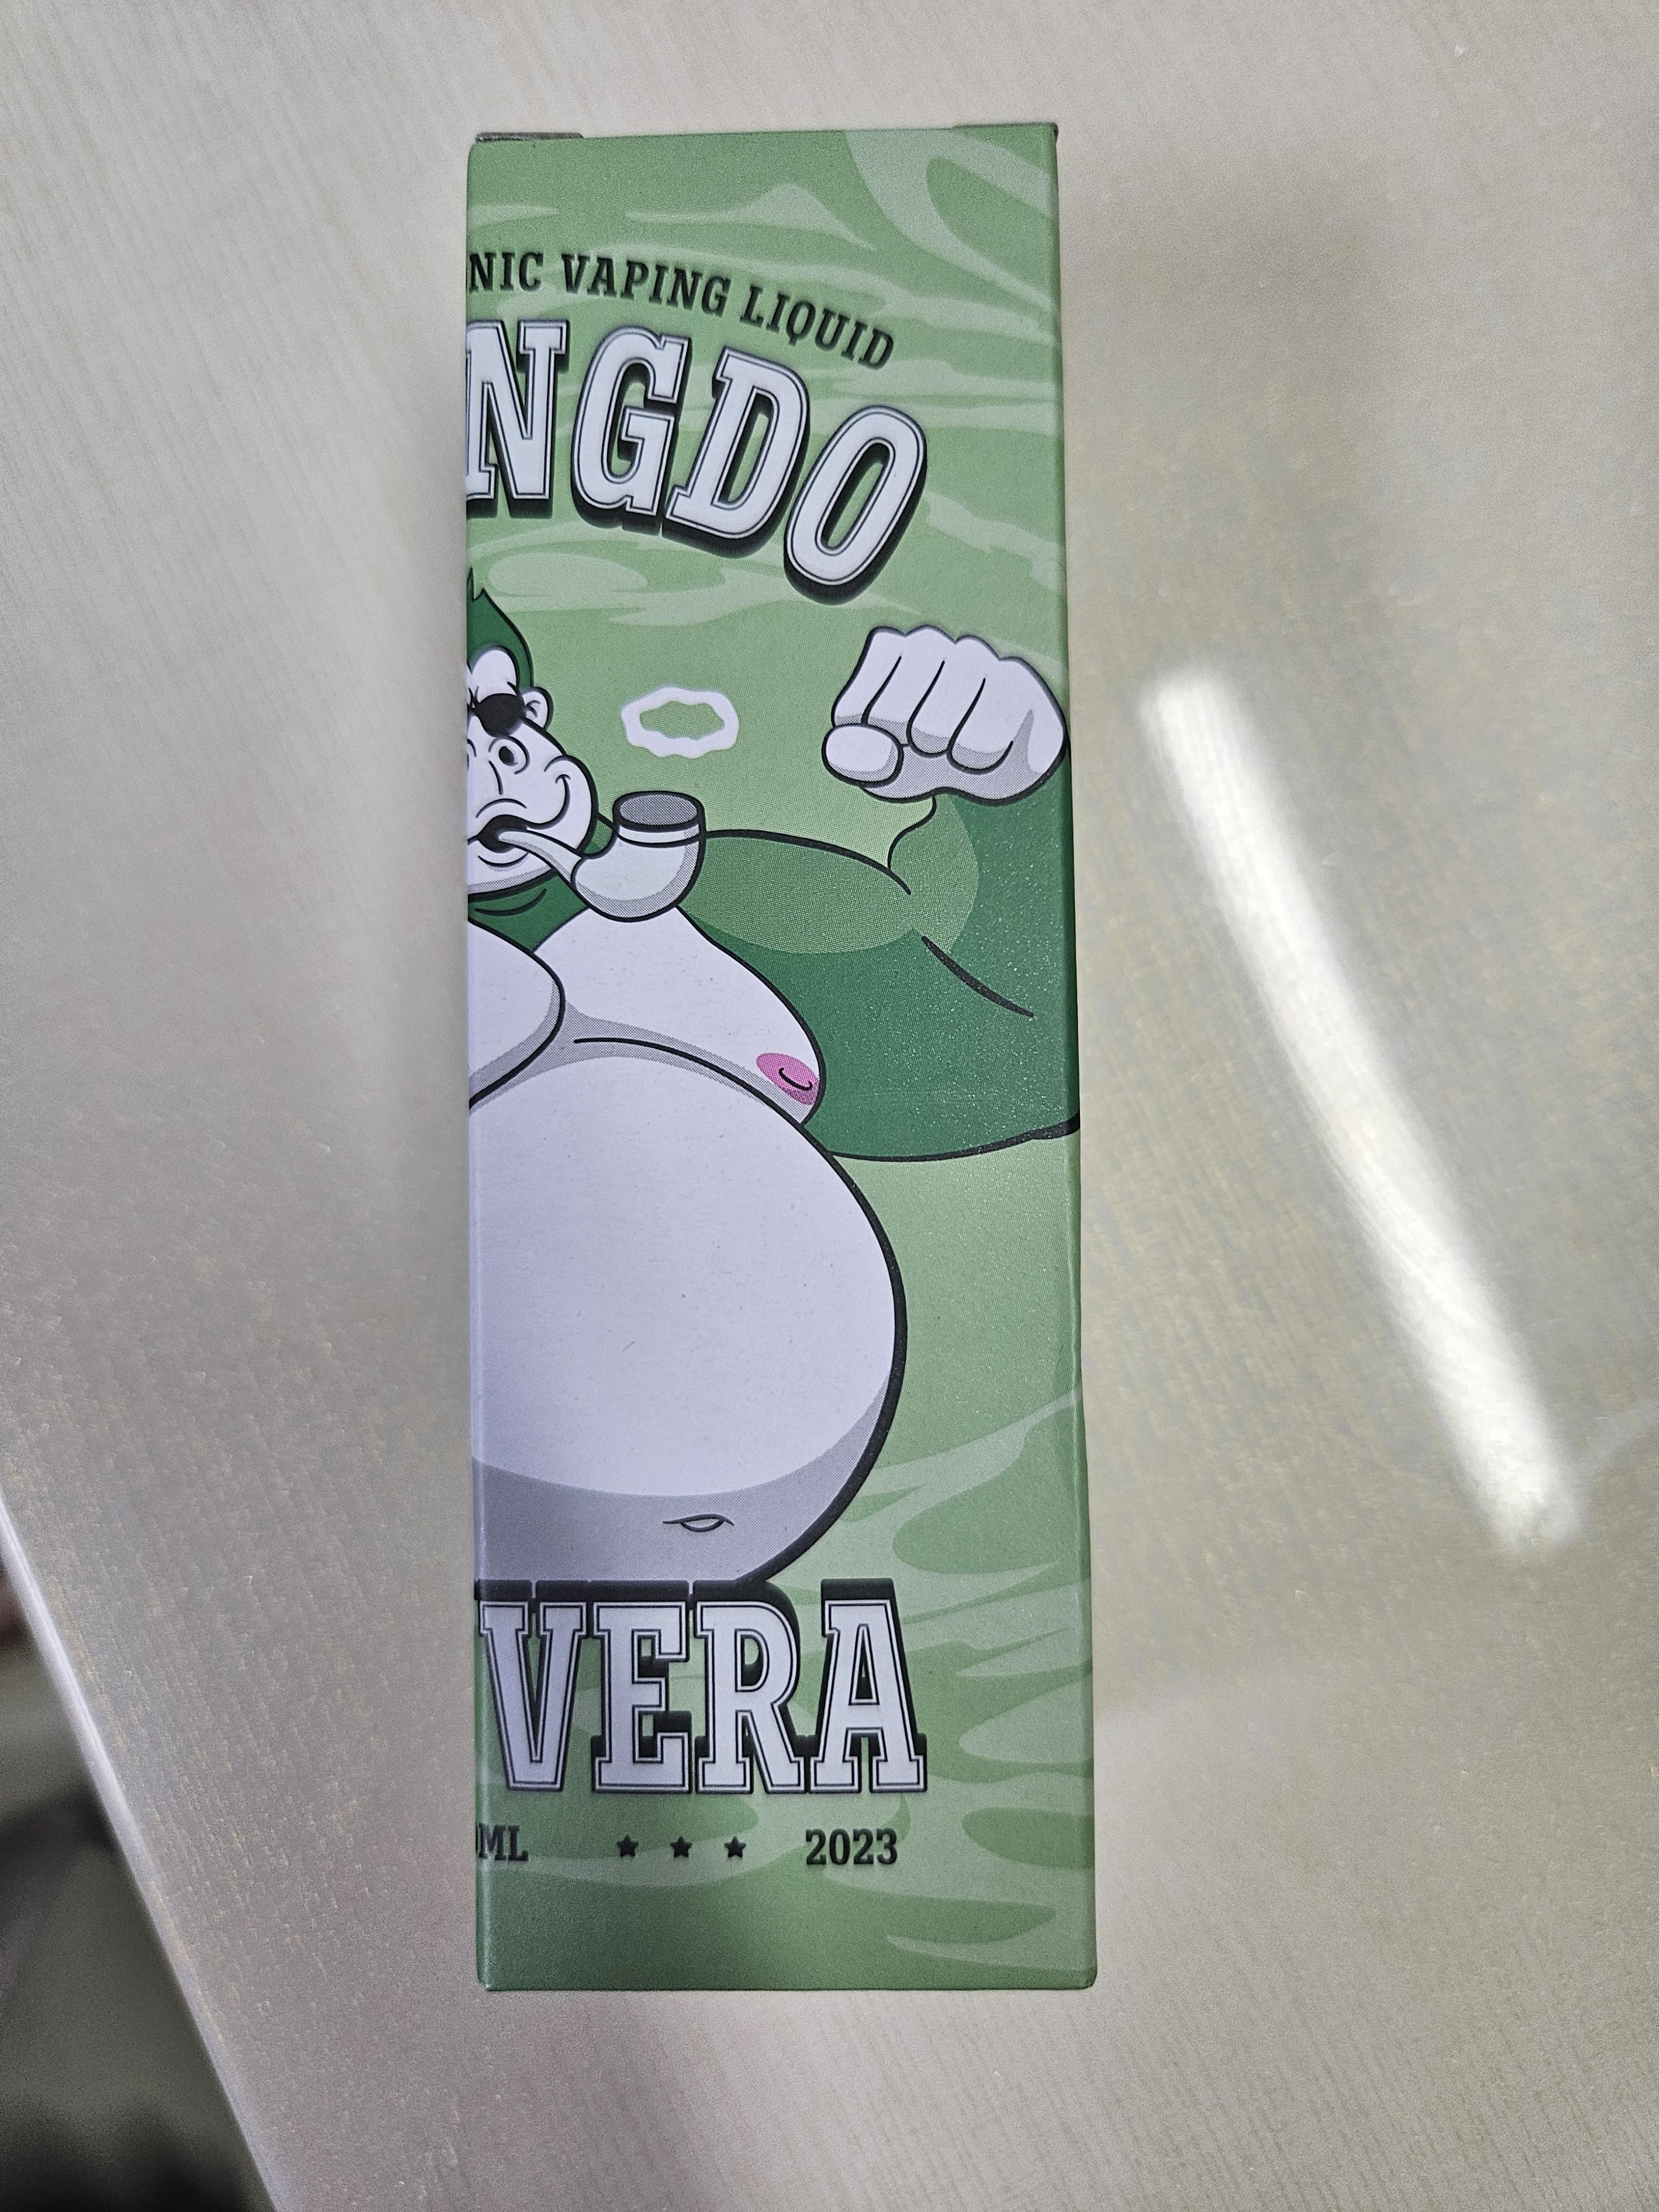 NIC VAPING LIQUID
NGDO
VERA
ML ★ ★ ★ 2023